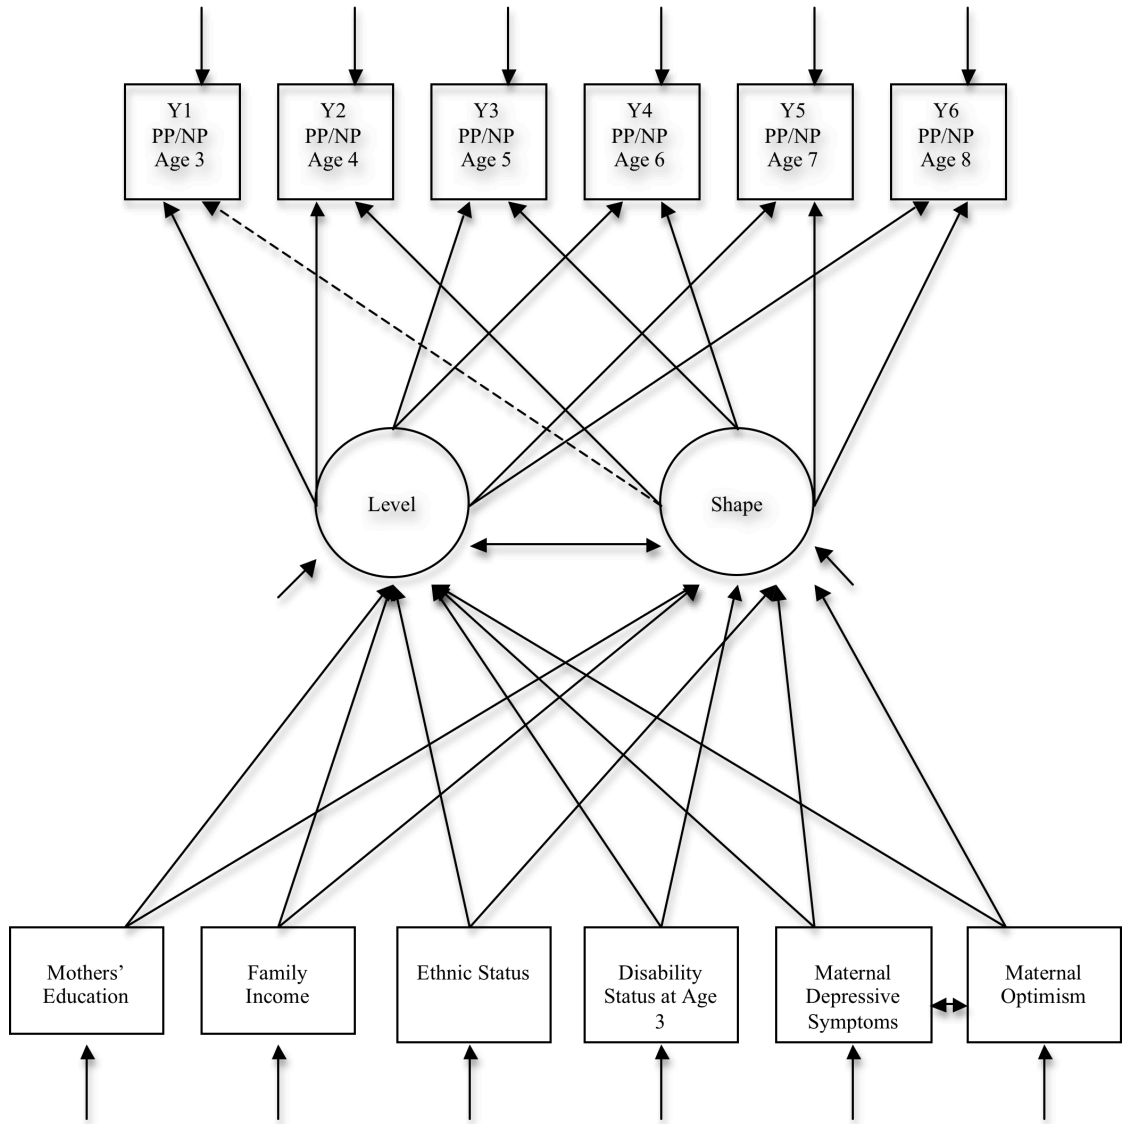 Y1
PP/NP
Age 3
Y2
PP/NP
Age 4
Y3
PP/NP
Age 5
Y4
PP/NP
Age 6
Y5
PP/NP
Age 7
Y6
PP/NP
Age 8
Level
Shape
Mothers’
Education
Family
Income
Ethnic Status
Disability
Status at Age
3
Maternal
Depressive
Symptoms
Maternal
Optimism